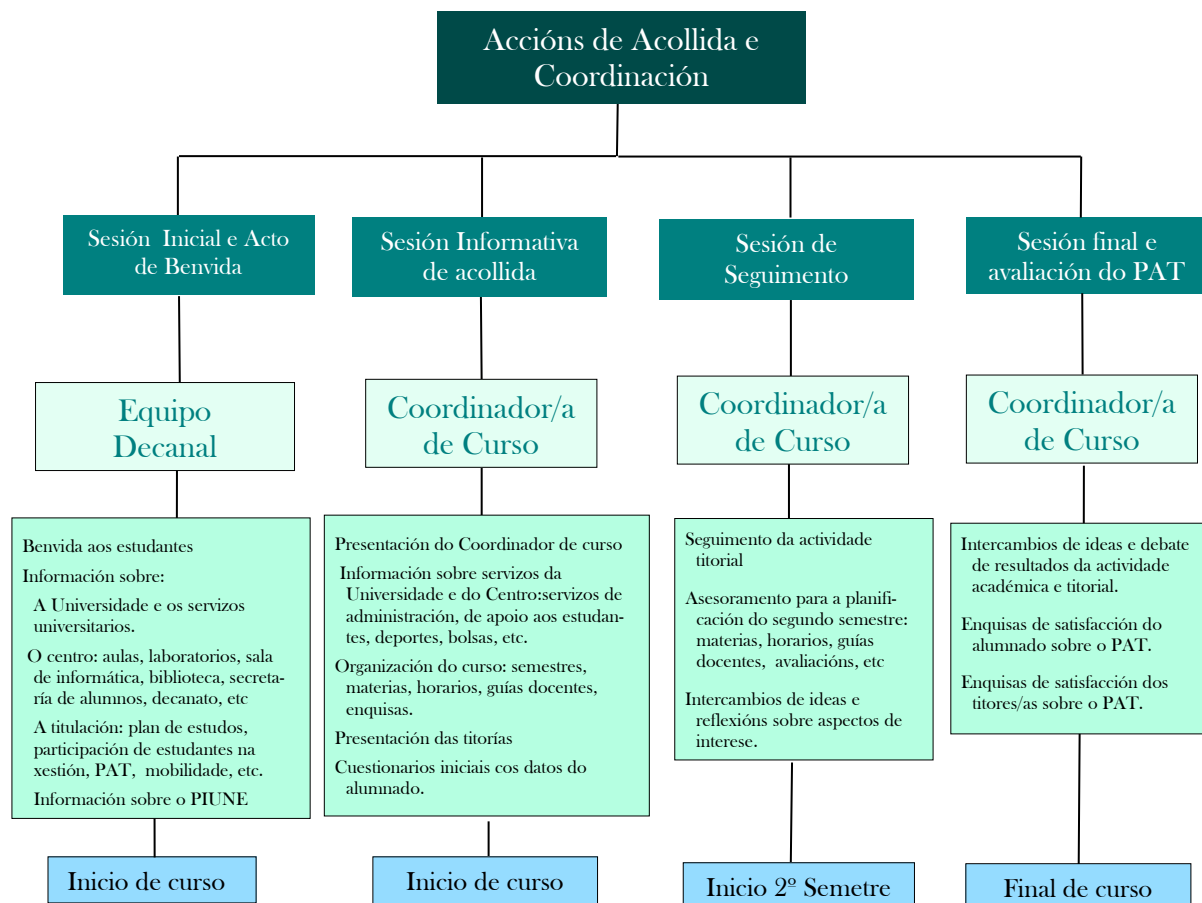 Accións de Acollida e
Coordinación
Sesión Inicial e Acto
de Benvida
Sesión Informativa
de acollida
Sesión de
Seguimento
Sesión final e
avaliación do PAT
Equipo
Decanal
Coordinador/a
de Curso
Coordinador/a
de Curso
Coordinador/a
de Curso
Benvida aos estudantes
Información sobre:
A Universidade e os servizos
universitarios.
O centro: aulas, laboratorios, sala
de informática, biblioteca, secreta-
ría de alumnos, decanato, etc
A titulación: plan de estudos,
participación de estudantes na
xestión, PAT, mobilidade, etc.
Información sobre o PIUNE
Presentación do Coordinador de curso
Información sobre servizos da
Universidade e do Centro:servizos de
administración, de apoio aos estudan-
tes, deportes, bolsas, etc.
Organización do curso: semestres,
materias, horarios, guías docentes,
enquisas.
Presentación das titorías
Cuestionarios iniciais cos datos do
alumnado.
Seguimento da actividade
titorial
Asesoramento para a planifi-
cación do segundo semestre:
materias, horarios, guías
docentes, avaliacións, etc
Intercambios de ideas e
reflexións sobre aspectos de
interese.
Intercambios de ideas e debate
de resultados da actividade
académica e titorial.
Enquisas de satisfacción do
alumnado sobre o PAT.
Enquisas de satisfacción dos
titores/as sobre o PAT.
Inicio de curso
Inicio de curso
Inicio 2º Semetre
Final de curso